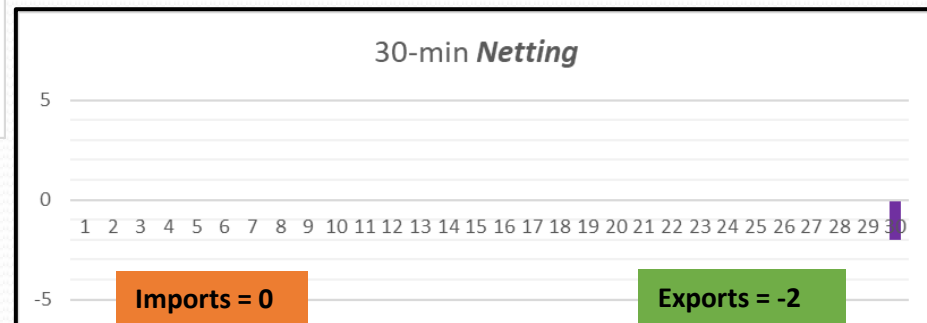 30-min Netting
5
0
1 2 3 4 5 6 7 8 9 10 11 12 13 14 15 16 17 18 19 20 21 22 23 24 25 26 27 28 29 30
-5
Imports = 0
Exports = -2